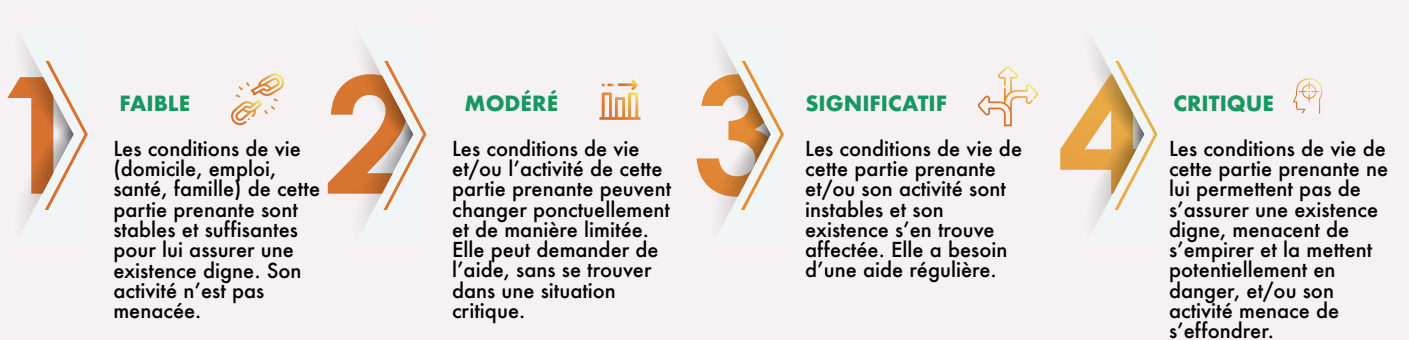 1
FAIBLE
Les conditions de vie
(domicile, emploi,
santé, famille) de cette
partie prenante sont
stables et suffisantes
pour lui assurer une
existence digne. Son
activité n’est pas
menacée.
2
MODÉRÉ
Les conditions de vie
et/ou l’activité de cette
partie prenante peuvent
changer ponctuellement
et de manière limitée.
Elle peut demander de
l’aide, sans se trouver
dans une situation
critique.
3
SIGNIFICATIF
Les conditions de vie de
cette partie prenante
et/ou son activité sont
instables et son
existence s’en trouve
affectée. Elle a besoin
d’une aide régulière.
4
CRITIQUE
Les conditions de vie de
cette partie prenante ne
lui permettent pas de
s’assurer une existence
digne, menacent de
s’empirer et la mettent
potentiellement en
danger, et/ou son
activité menace de
s’effondrer.